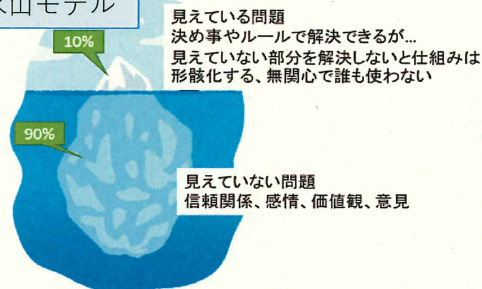 氷山モデル
見えている問題
10%
決め事やルールで解決できるが...
見えていない部分を解決しないと仕組みは
形骸化する、無関心で誰も使わない
90%
見えていない問題
信頼関係、感情、価値観、意見